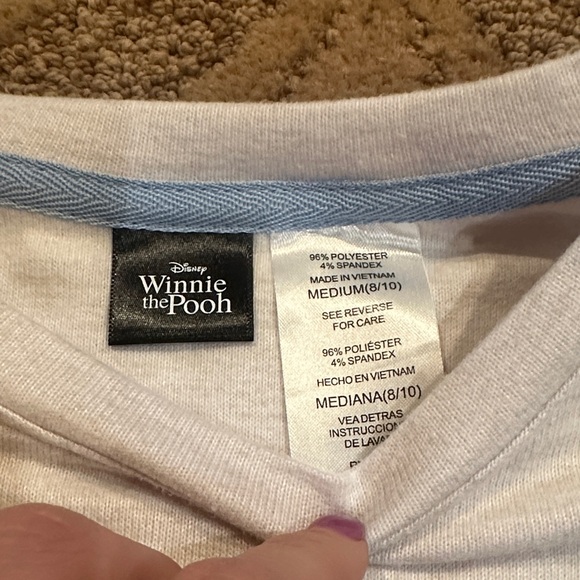 Disney
Winnie
the Pooh
96% POLYESTER
4% SPANDEX
MADE IN VIETNAM
MEDIUM(8/10)
SEE REVERSE
FOR CARE
96% POLIÉSTER
4% SPANDEX
HECHO EN VIETNAM
MEDIANA(8/10)
VEA DETRAS
INSTRUCCION
DE LAVA